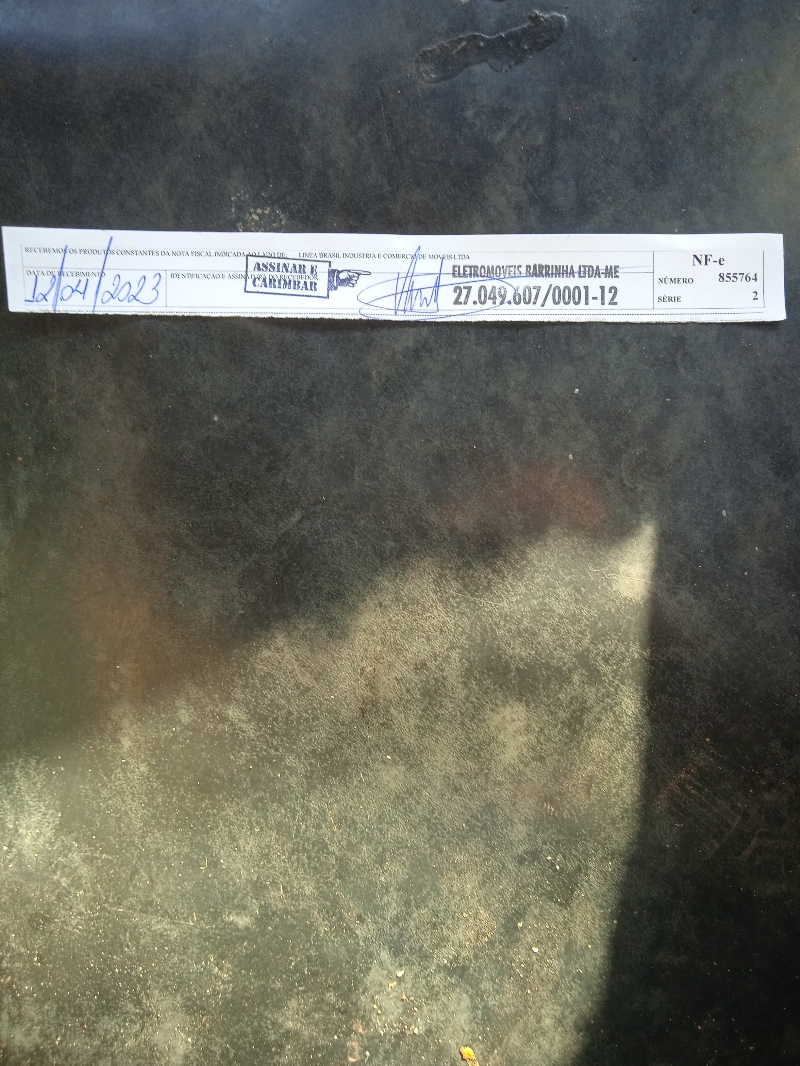 RECEBEMOS OS PRODUTOS CONSTANTES DA NOTA FISCAL INDICADA AO LADO DE: LINEA BRASIL INDUSTRIA E COMERCIO DE MOVEIS LTDA
NF-e
DATA DE RECEBIMENTO
IDENTIFICAÇÃO E ASSINATURA DO RECEBEDOR
ASSINAR E
CARIMBAR
ELETROMOVEIS BARRINHA LTDA-ME
NÚMERO 855764
12/04/2023
27.049.607/0001-12
SÉRIE 2